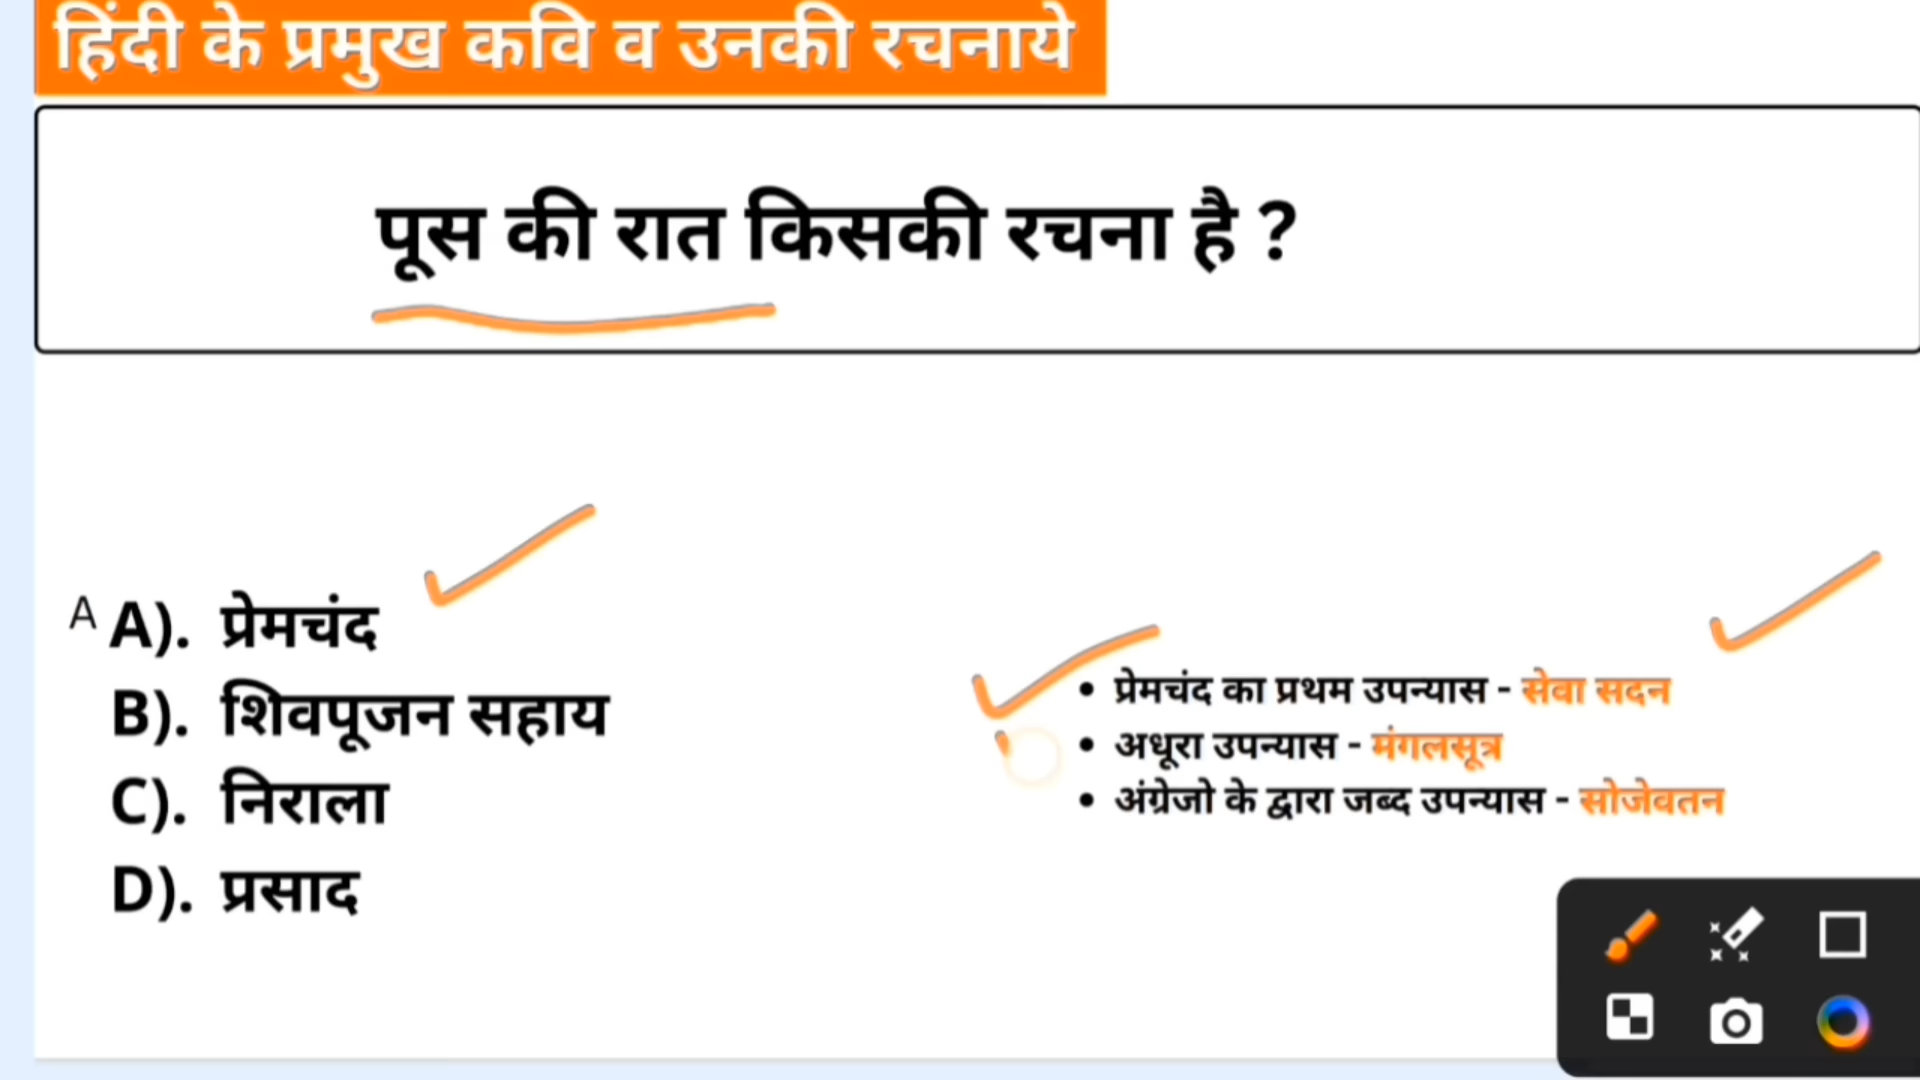 हिंदी के प्रमुख कवि व उनकी रचनाये
पूस की रात किसकी रचना है ?
A A). प्रेमचंद
B). शिवपूजन सहाय
C). निराला
D). प्रसाद
• प्रेमचंद का प्रथम उपन्यास - सेवा सदन
• अधूरा उपन्यास - मंगलसूत्र
• अंग्रेजो के द्वारा जब्द उपन्यास - सोजेवतन